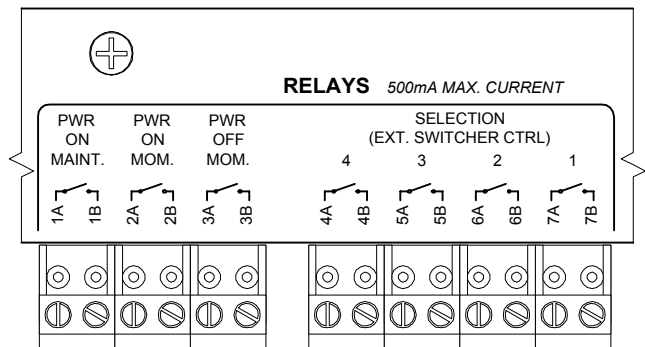 RELAYS 500mA MAX. CURRENT
PWR ON MAINT.
PWR ON MOM.
PWR OFF MOM.
SELECTION
(EXT. SWITCHER CTRL)
4 3 2 1
1A 1B 2A 2B 3A 3B 4A 4B 5A 5B 6A 6B 7A 7B